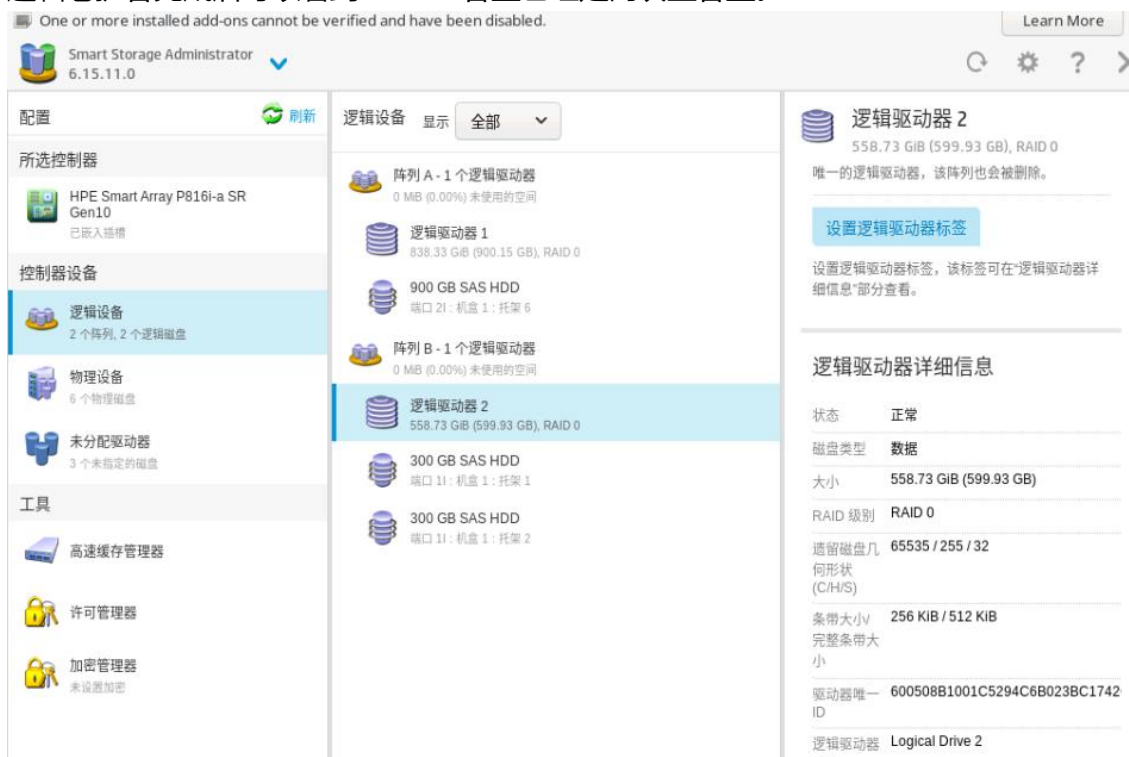 One or more installed add-ons cannot be verified and have been disabled.
Learn More
Smart Storage Administrator
6.15.11.0
配置
刷新
所选控制器
HPE Smart Array P816i-a SR
Gen10
已嵌入插槽
控制器设备
逻辑设备
2 个阵列, 2 个逻辑磁盘
物理设备
6 个物理磁盘
未分配驱动器
3 个未指定的磁盘
工具
高速缓存管理器
许可管理器
加密管理器
未设置加密
逻辑设备 显示 全部
阵列 A - 1 个逻辑驱动器
0 MiB (0.00%) 未使用的空间
逻辑驱动器 1
838.33 GiB (900.15 GB), RAID 0
900 GB SAS HDD
端口 2I : 机盒 1 : 托架 6
阵列 B - 1 个逻辑驱动器
0 MiB (0.00%) 未使用的空间
逻辑驱动器 2
558.73 GiB (599.93 GB), RAID 0
300 GB SAS HDD
端口 1I : 机盒 1 : 托架 1
300 GB SAS HDD
端口 1I : 机盒 1 : 托架 2
逻辑驱动器 2
558.73 GiB (599.93 GB), RAID 0
唯一的逻辑驱动器，该阵列也会被删除。
设置逻辑驱动器标签
设置逻辑驱动器标签，该标签可在“逻辑驱动器详
细信息”部分查看。
逻辑驱动器详细信息
状态 正常
磁盘类型 数据
大小 558.73 GiB (599.93 GB)
RAID 级别 RAID 0
遗留磁盘几 65535 / 255 / 32
何形状
(C/H/S)
条带大小/ 256 KiB / 512 KiB
完整条带大
小
驱动器唯一 600508B1001C5294C6B023BC1742
ID
逻辑驱动器 Logical Drive 2